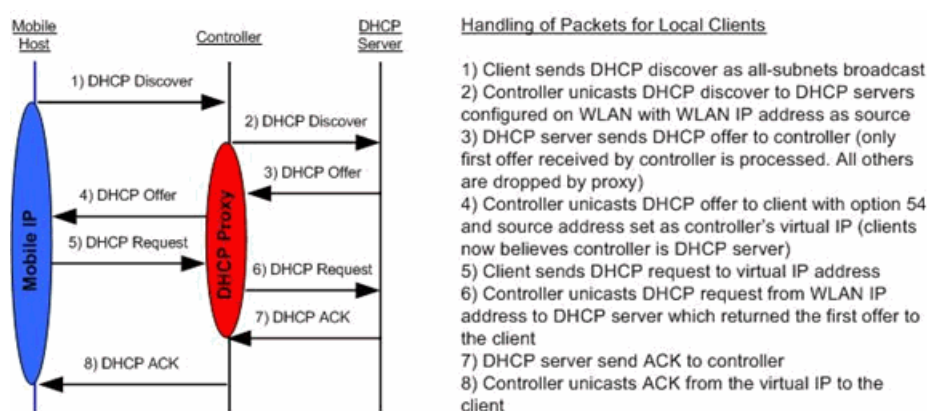 Mobile
Host
Controller
DHCP
Server
1) DHCP Discover
2) DHCP Discover
3) DHCP Offer
4) DHCP Offer
5) DHCP Request
6) DHCP Request
7) DHCP ACK
8) DHCP ACK
Mobile IP
DHCP Proxy
Handling of Packets for Local Clients
1) Client sends DHCP discover as all-subnets broadcast
2) Controller unicasts DHCP discover to DHCP servers
configured on WLAN with WLAN IP address as source
3) DHCP server sends DHCP offer to controller (only
first offer received by controller is processed. All others
are dropped by proxy)
4) Controller unicasts DHCP offer to client with option 54
and source address set as controller's virtual IP (clients
now believes controller is DHCP server)
5) Client sends DHCP request to virtual IP address
6) Controller unicasts DHCP request from WLAN IP
address to DHCP server which returned the first offer to
the client
7) DHCP server send ACK to controller
8) Controller unicasts ACK from the virtual IP to the
client